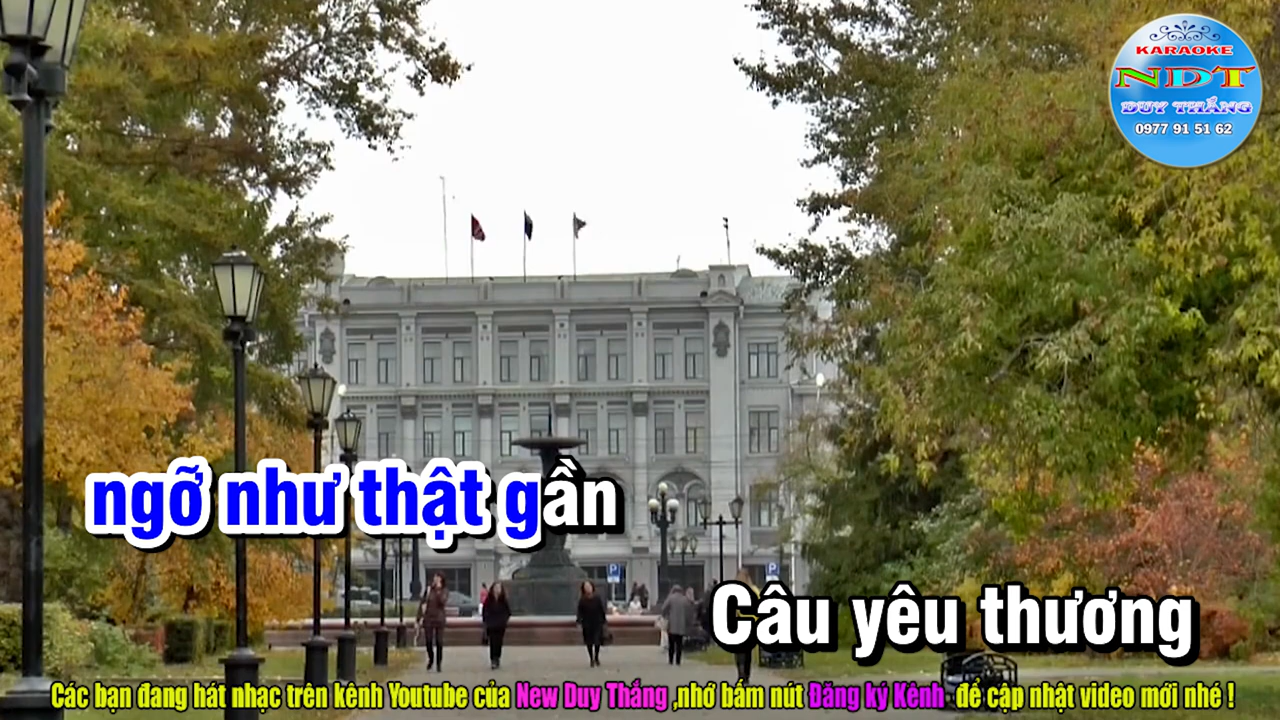 KARAOKE
NDT
DUY THẮNG
0977 91 51 62
ngỡ như thật gần
P
P
Câu yêu thương
Các bạn đang hát nhạc trên kênh Youtube của New Duy Thắng ,nhớ bấm nút Đăng ký Kênh để cập nhật video mới nhé !